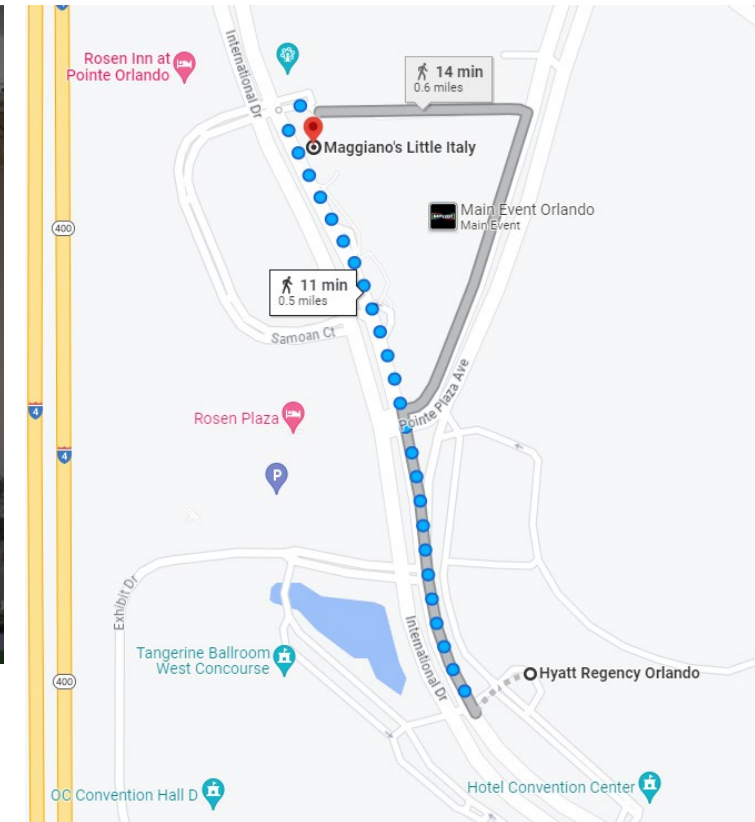 4
Rosen Inn at
Pointe Orlando
International Dr
14 min
0.6 miles
Maggiano's Little Italy
400
Main Event Orlando
Main Event
11 min
0.5 miles
Samoan Ct
4
Rosen Plaza
Pointe Plaza Ave
4
P
Exhibit Dr
International Dr
Tangerine Ballroom
West Concourse
400
Hyatt Regency Orlando
OC Convention Hall D
Hotel Convention Center